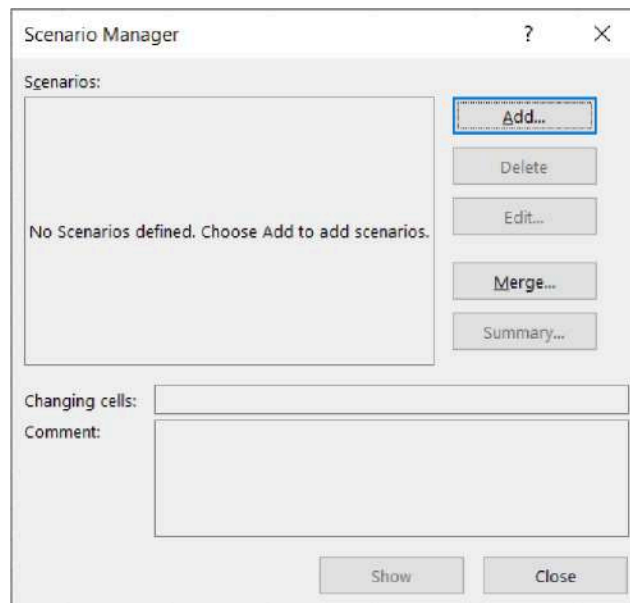 Scenario Manager
?
Scenarios:
Add...
Delete
No Scenarios defined. Choose Add to add scenarios.
Edit...
Merge...
Summary...
Changing cells:
Comment:
Show
Close